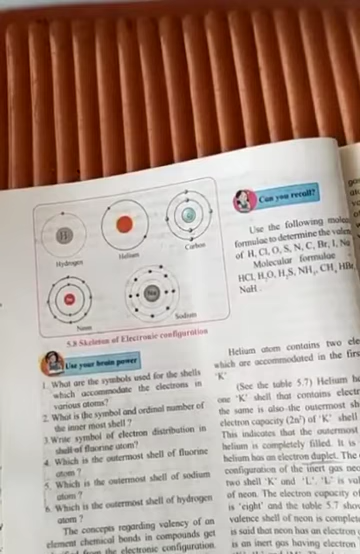 H
Hydrogen
Helium
Carbon
Ne
Neon
Na
Sodium
5.8 Skeleton of Electronic configuration
Use your brain power
1. What are the symbols used for the shells
which accommodate the electrons in
various atoms?
2. What is the symbol and ordinal number of
the inner most shell ?
3. Write symbol of electron distribution in
shell of fluorine atom?
4. Which is the outermost shell of fluorine
atom ?
5. Which is the outermost shell of sodium
atom ?
6. Which is the outermost shell of hydrogen
atom ?
The concepts regarding valency of an
element chemical bonds in compounds get
from the electronic configuration
Can you recall?
Use the following
formulae to determine the
of H, Cl, O, S, N, C, Br, I, Na
Molecular formulae
HCl, H₂O, H₂S, NH₃, CH₄, HBr,
NaH
Helium atom contains two
which are accommodated in the
'K'
(See the table 5.7) Helium
one 'K' shell that contains
the same is also the outermost
electron capacity (2n²) of 'K' shell
This indicates that the outermost
helium is completely filled. It is
helium has an electron duplet. The
configuration of the inert gas
two shell 'K' and 'L'. 'L' is
of neon. The electron capacity
is 'eight' and the table 5.7
valence shell of neon is
is said that neon has an
is an inert gas having electron